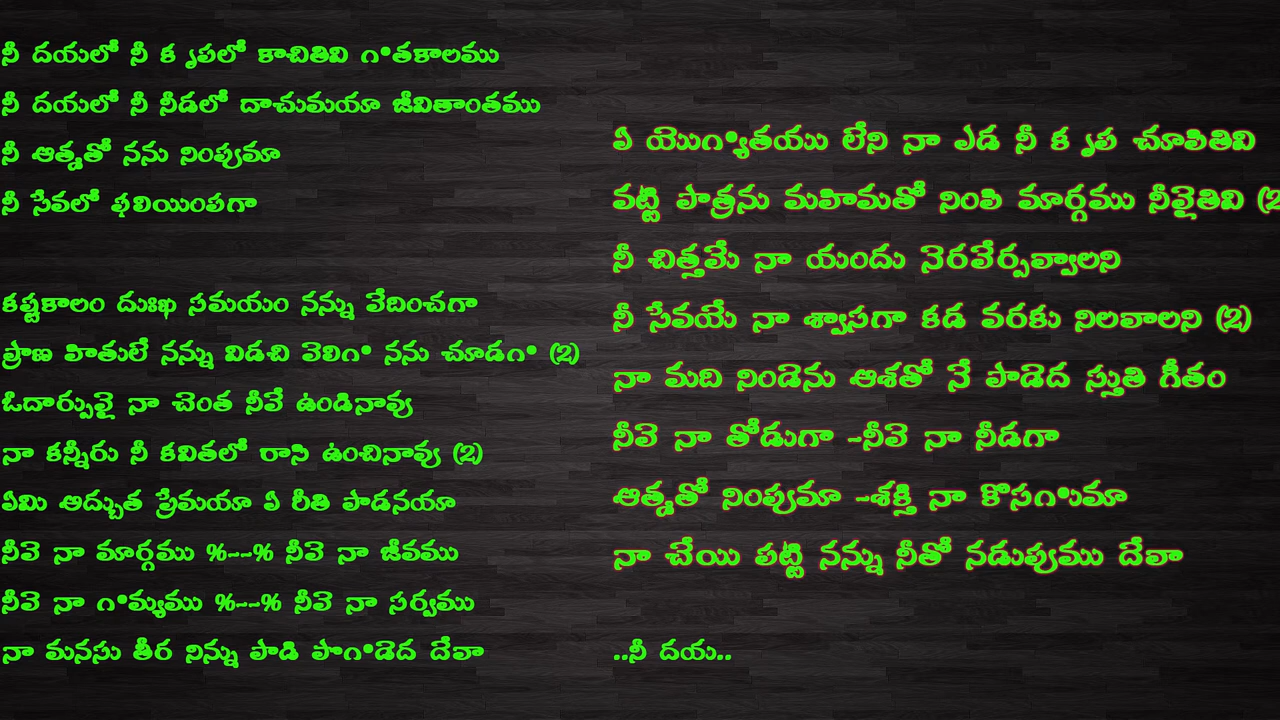 నీ దయలో నీ కృపలో కాచితివి గతకాలము
నీ దయలో నీ నీడలో దాచుమయా జీవితాంతము
నీ ఆత్మతో నను నింపుమా
నీ సేవలో ఫలియింపగా
కష్టకాలం దుఃఖ సమయం నన్ను వేదించగా
ప్రాణ హితులే నన్ను విడచి వెలిగ నను చూడగ (2)
ఓదార్పువై నా చెంత నీవే ఉండినావు
నా కన్నీరు నీ కవితలో రాసి ఉంచినావు (2)
ఏమి అద్బుత ప్రేమయా ఏ రీతి పాడనయా
నీవె నా మార్గము %--% నీవె నా జీవము
నీవె నా గమ్యము %--% నీవె నా సర్వము
నా మనసు తీర నిన్ను పాడి పొగడెద దేవా
ఏ యొగ్యితయు లేని నా ఎడ నీ కృప చూపితివి
వట్టి పాత్రను మహిమతో నింపి మార్గము నీవైతివి (2
నీ చిత్తమే నా యందు నెరవేర్పవ్వాలని
నీ సేవయే నా శ్వాసగా కడ వరకు నిలవాలని (2)
నా మది నిండెను ఆశతో నే పాడెద స్తుతి గీతం
నీవె నా తోడుగా -నీవె నా నీడగా
ఆత్మతో నింపుమా -శక్తి నా కొసగుమా
నా చేయి పట్టి నన్ను నీతో నడుపుము దేవా
..నీ దయ..